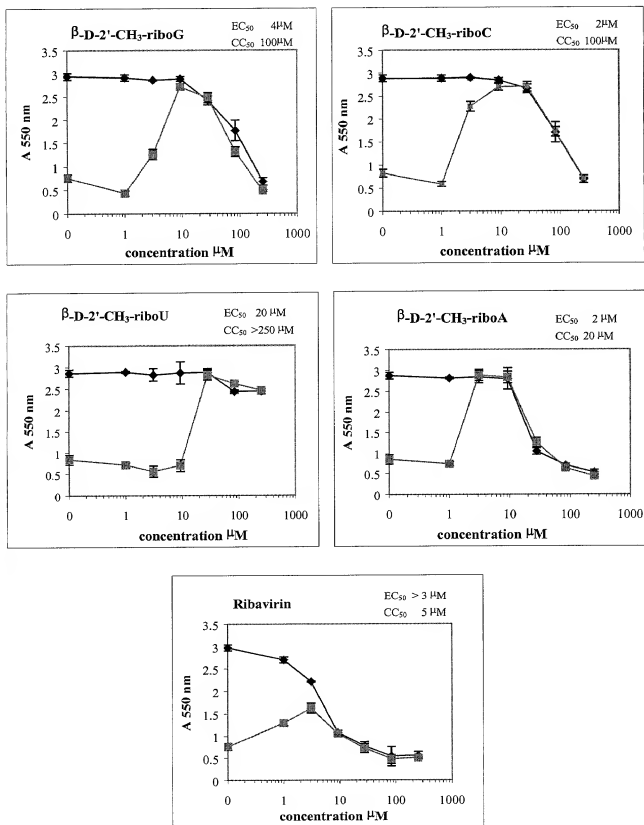 β-D-2'-CH₃-riboG
EC₅₀ 4μM
CC₅₀ 100μM
A 550 nm
3.5
3
2.5
2
1.5
1
0.5
0
0 1 10 100 1000
concentration μM
β-D-2'-CH₃-riboC
EC₅₀ 2μM
CC₅₀ 100μM
A 550 nm
3.5
3
2.5
2
1.5
1
0.5
0
0 1 10 100 1000
concentration μM
β-D-2'-CH₃-riboU
EC₅₀ 20 μM
CC₅₀ >250 μM
A 550 nm
3.5
3
2.5
2
1.5
1
0.5
0
0 1 10 100 1000
concentration μM
β-D-2'-CH₃-riboA
EC₅₀ 2 μM
CC₅₀ 20 μM
A 550 nm
3.5
3
2.5
2
1.5
1
0.5
0
0 1 10 100 1000
concentration μM
Ribavirin
EC₅₀ > 3 μM
CC₅₀ 5 μM
A 550 nm
3.5
3
2.5
2
1.5
1
0.5
0
0 1 10 100 1000
concentration μM